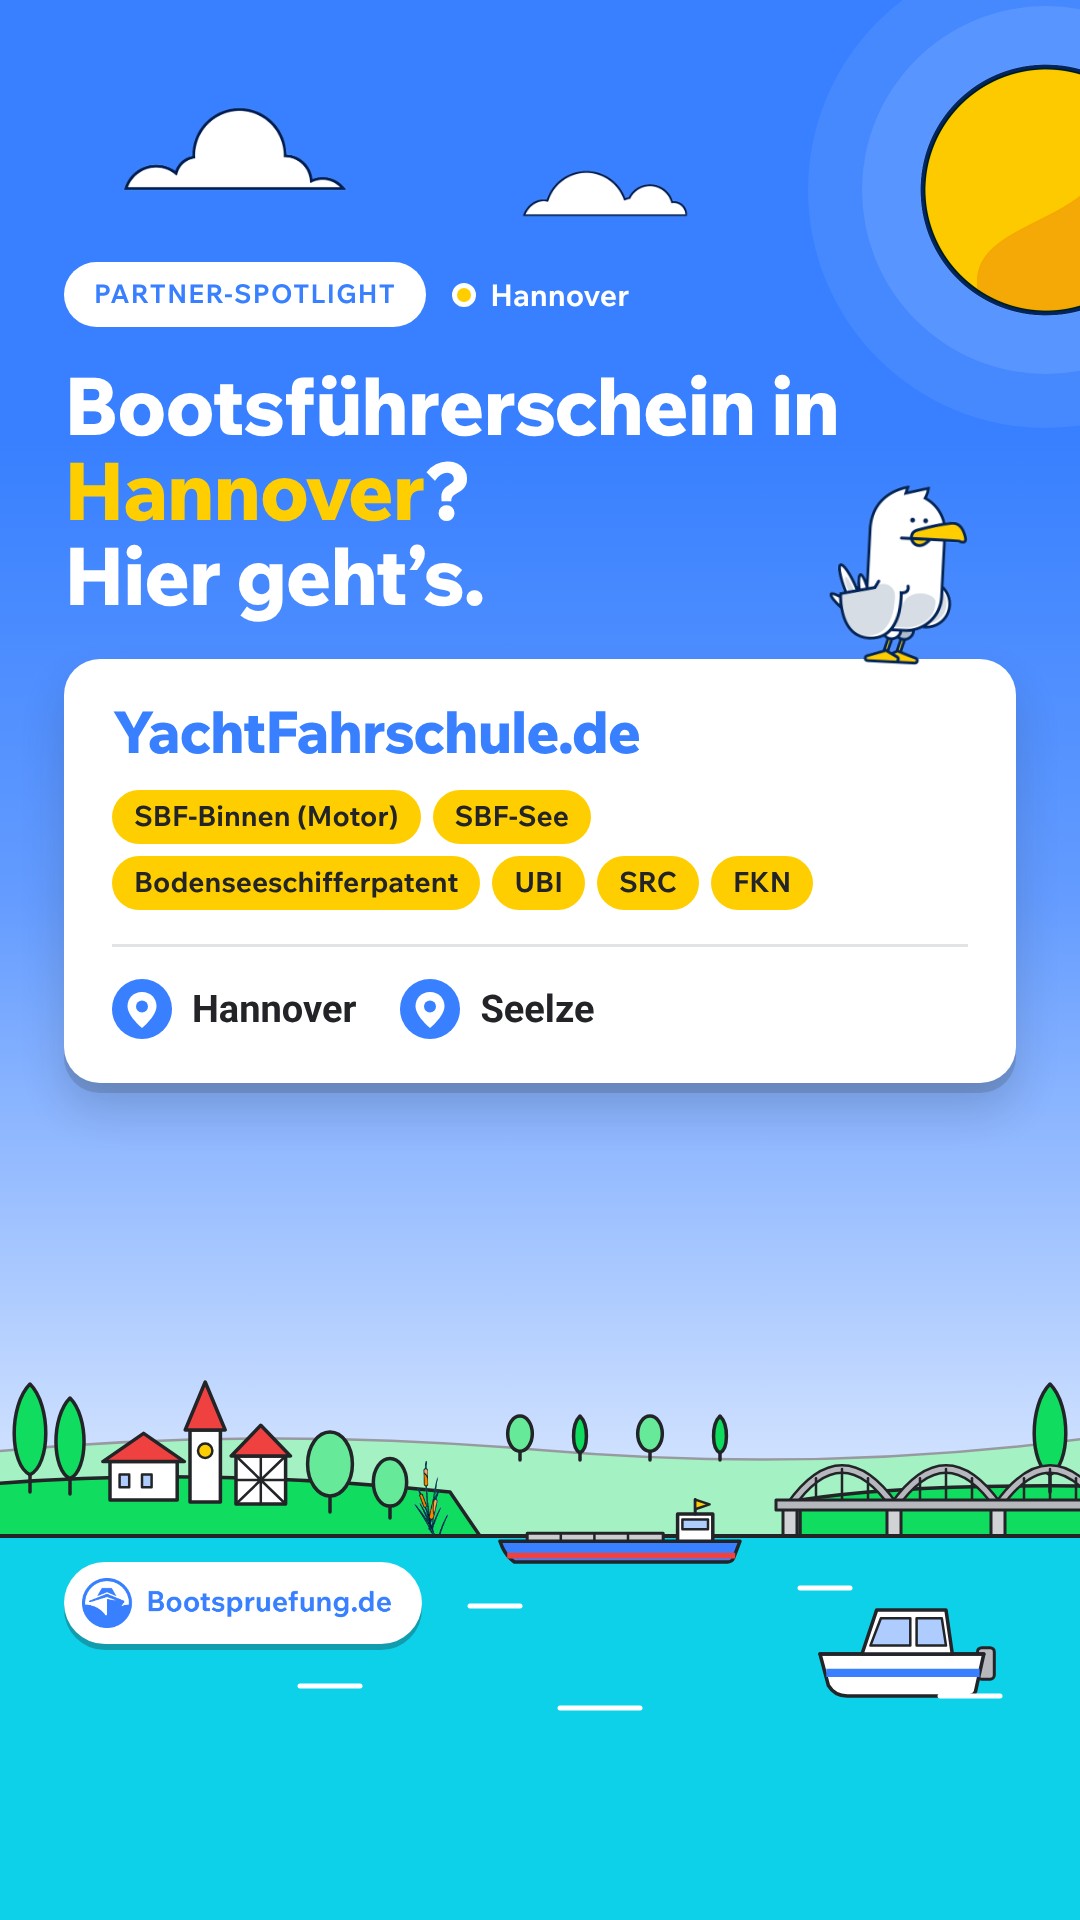 PARTNER-SPOTLIGHT
Hannover
Bootsführerschein in
Hannover?
Hier geht’s.
YachtFahrschule.de
SBF-Binnen (Motor) SBF-See
Bodenseeschifferpatent UBI SRC FKN
Hannover Seelze
Bootspruefung.de